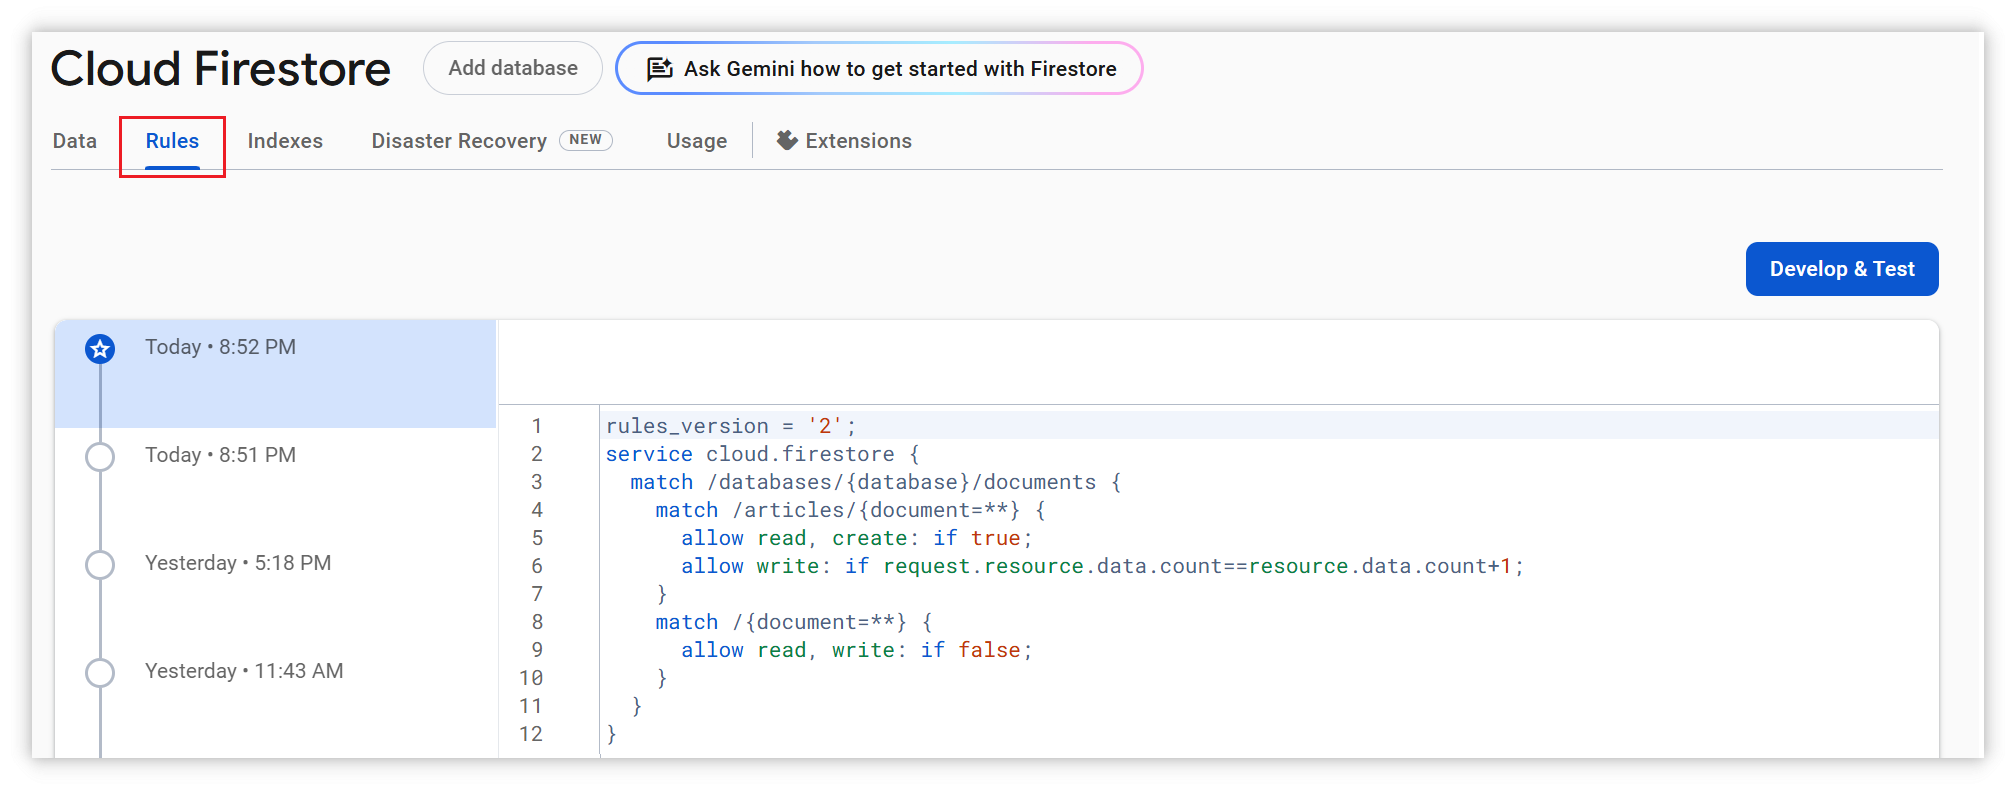 Cloud Firestore Add database Ask Gemini how to get started with Firestore
Data Rules Indexes Disaster Recovery NEW Usage Extensions
Develop & Test
Today • 8:52 PM
Today • 8:51 PM
Yesterday • 5:18 PM
Yesterday • 11:43 AM
1 rules_version = '2';
2 service cloud.firestore {
3   match /databases/{database}/documents {
4     match /articles/{document=**} {
5       allow read, create: if true;
6       allow write: if request.resource.data.count==resource.data.count+1;
7     }
8     match /{document=**} {
9       allow read, write: if false;
10     }
11   }
12 }